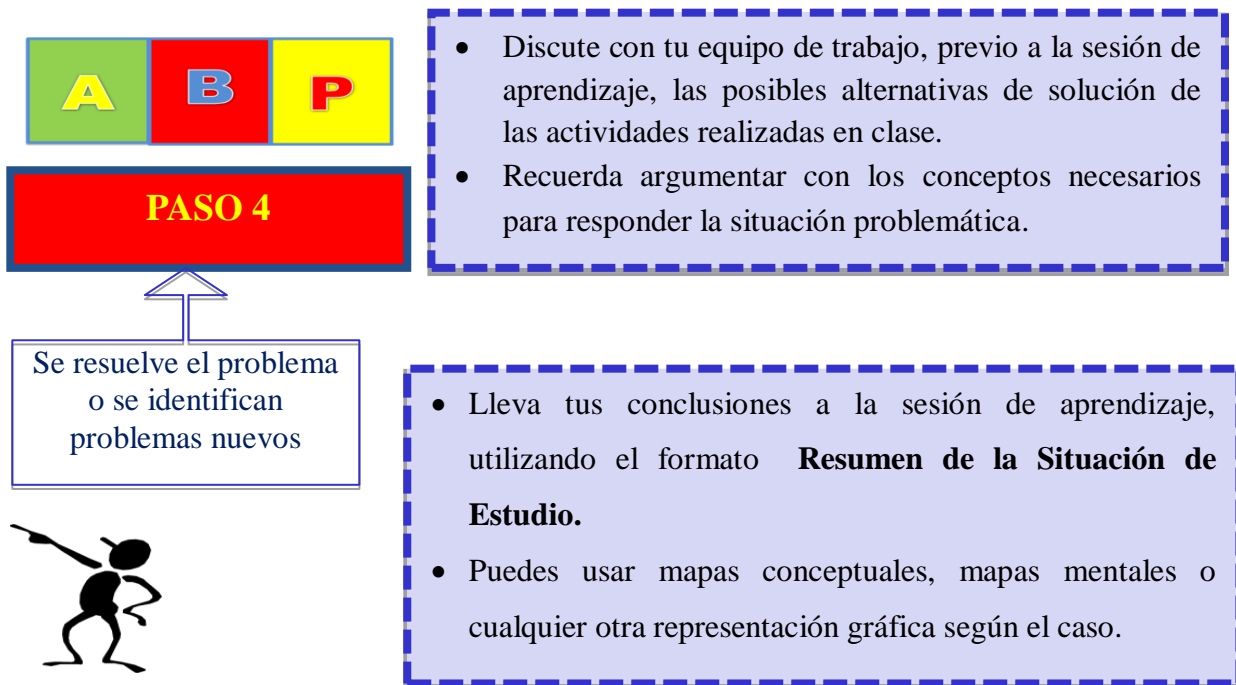 A B P
PASO 4
Se resuelve el problema
o se identifican
problemas nuevos
• Discute con tu equipo de trabajo, previo a la sesión de
aprendizaje, las posibles alternativas de solución de
las actividades realizadas en clase.
• Recuerda argumentar con los conceptos necesarios
para responder la situación problemática.
• Lleva tus conclusiones a la sesión de aprendizaje,
utilizando el formato Resumen de la Situación de
Estudio.
• Puedes usar mapas conceptuales, mapas mentales o
cualquier otra representación gráfica según el caso.